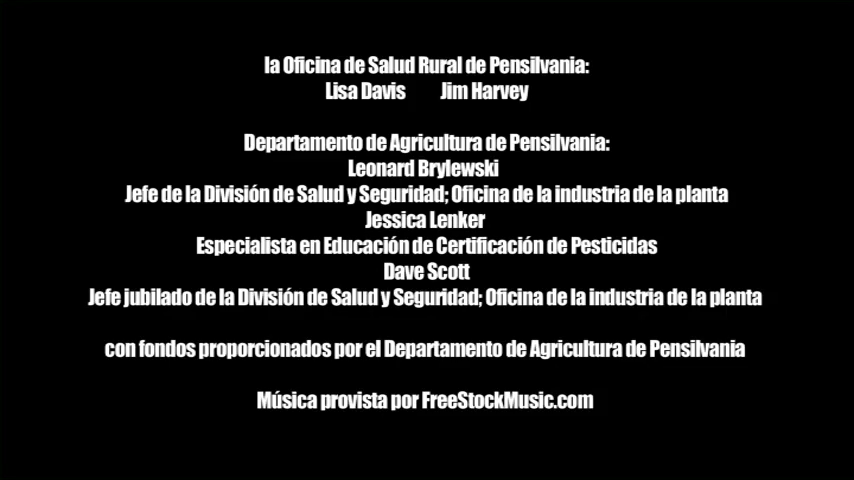 la Oficina de Salud Rural de Pensilvania:
Lisa Davis Jim Harvey
Departamento de Agricultura de Pensilvania:
Leonard Brylewski
Jefe de la División de Salud y Seguridad; Oficina de la industria de la planta
Jessica Lenker
Especialista en Educación de Certificación de Pesticidas
Dave Scott
Jefe jubilado de la División de Salud y Seguridad; Oficina de la industria de la planta
con fondos proporcionados por el Departamento de Agricultura de Pensilvania
Música provista por FreeStockMusic.com